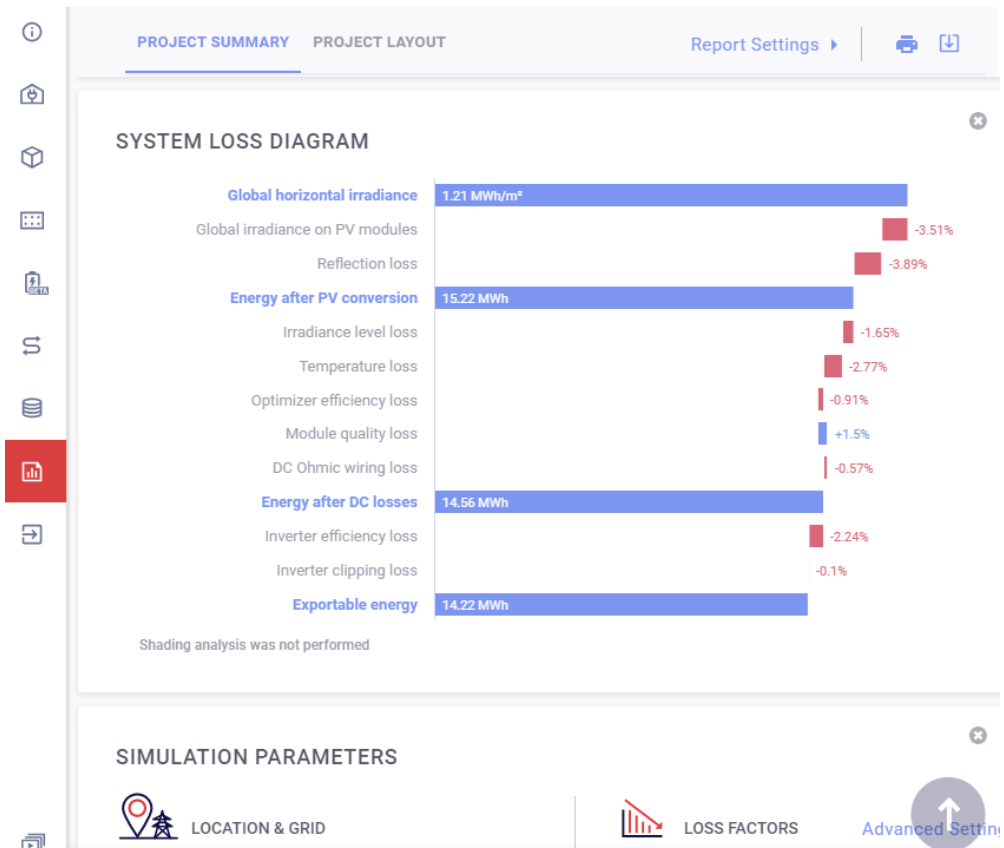 PROJECT SUMMARY PROJECT LAYOUT Report Settings
SYSTEM LOSS DIAGRAM
Global horizontal irradiance 1.21 MWh/m²
Global irradiance on PV modules -3.51%
Reflection loss -3.89%
Energy after PV conversion 15.22 MWh
Irradiance level loss -1.65%
Temperature loss -2.77%
Optimizer efficiency loss -0.91%
Module quality loss +1.5%
DC Ohmic wiring loss -0.57%
Energy after DC losses 14.56 MWh
Inverter efficiency loss -2.24%
Inverter clipping loss -0.1%
Exportable energy 14.22 MWh
Shading analysis was not performed
BETA
SIMULATION PARAMETERS
LOCATION & GRID LOSS FACTORS Advanced Setting